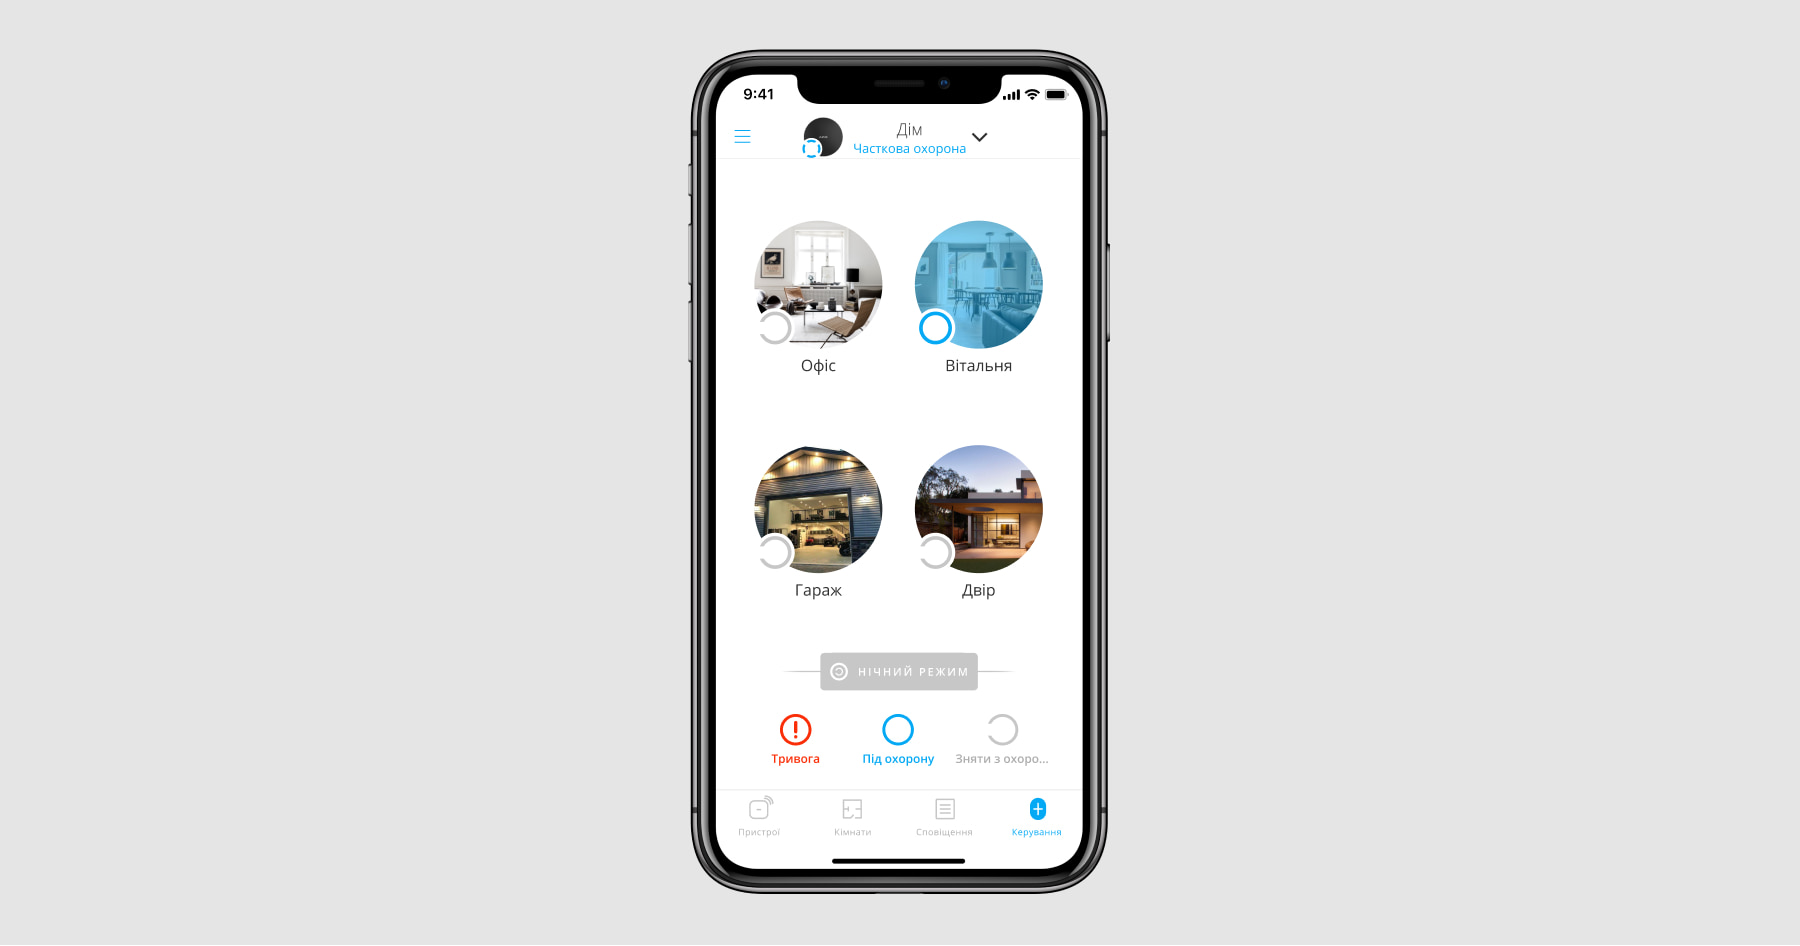 9:41
Дім
Часткова охорона
Офіс
Вітальня
Гараж
Двір
НІЧНИЙ РЕЖИМ
Тривога
Під охорону
Зняти з охоро...
Пристрої
Кімнати
Сповіщення
Керування